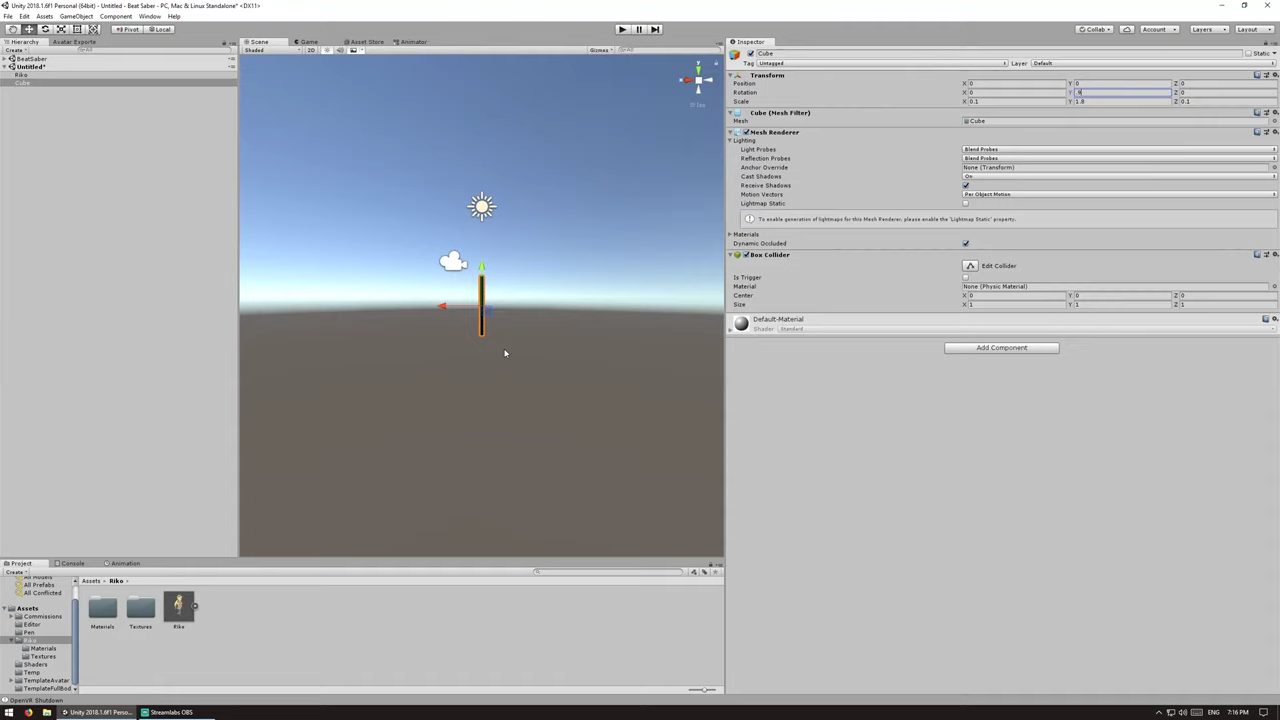 Unity 2018.1.6f1 Personal (64bit) - Untitled - Beat Saber - PC, Mac & Linux Standalone* <DX11>
File Edit Assets GameObject Component Window Help
Pivot Local Collab Account Layers Layout
Hierarchy Avatar Exporte
Create All
BeatSaber
Untitled*
Riko
Cube
Scene Game Asset Store Animator
Shaded 2D Gizmos All
y
Inspector
Cube Static
Tag Untagged Layer Default
Transform
Position X 0 Y 0 Z 0
Rotation X 0 Y .9 Z 0
Scale X 0.1 Y 1.8 Z 0.1
Cube (Mesh Filter)
Mesh Cube
Mesh Renderer
Lighting
Light Probes Blend Probes
Reflection Probes Blend Probes
Anchor Override None (Transform)
Cast Shadows On
Receive Shadows
Motion Vectors Per Object Motion
Lightmap Static
To enable generation of lightmaps for this Mesh Renderer, please enable the 'Lightmap Static' property.
Materials
Dynamic Occluded
Box Collider
Edit Collider
Is Trigger
Material None (Physic Material)
Center X 0 Y 0 Z 0
Size X 1 Y 1 Z 1
Default-Material
Shader Standard
Add Component
Project Console Animation
Create
All Models
All Prefabs
All Conflicted
Assets
Commissions
Editor
Pen
Riko
Materials
Textures
Shaders
Temp
TemplateAvatar
TemplateFullBod
Assets Riko
Materials Textures Riko
OpenVR Shutdown
Unity 2018.1.6f1 Perso... Streamlabs OBS ENG 7:16 PM